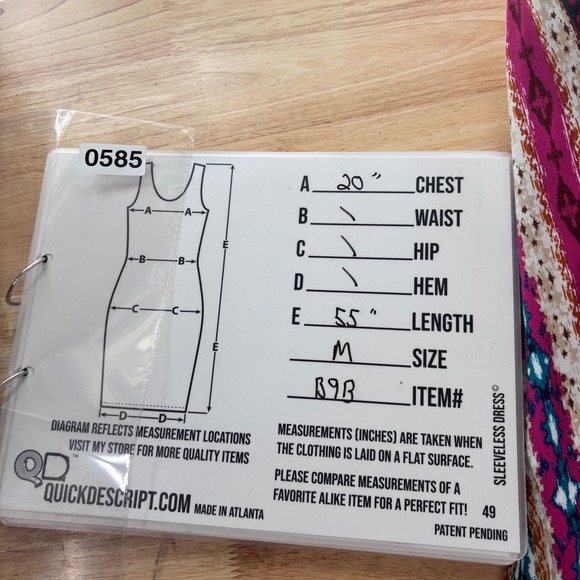 0585
A A
B B
C C
D D
E
E
A 20" CHEST
B \ WAIST
C \ HIP
D \ HEM
E 55" LENGTH
M SIZE
B9B ITEM#
DIAGRAM REFLECTS MEASUREMENT LOCATIONS
VISIT MY STORE FOR MORE QUALITY ITEMS
QD™
QUICKDESCRIPT.COM MADE IN ATLANTA
MEASUREMENTS (INCHES) ARE TAKEN WHEN
THE CLOTHING IS LAID ON A FLAT SURFACE.
PLEASE COMPARE MEASUREMENTS OF A
FAVORITE ALIKE ITEM FOR A PERFECT FIT! 49
PATENT PENDING
SLEEVELESS DRESS©